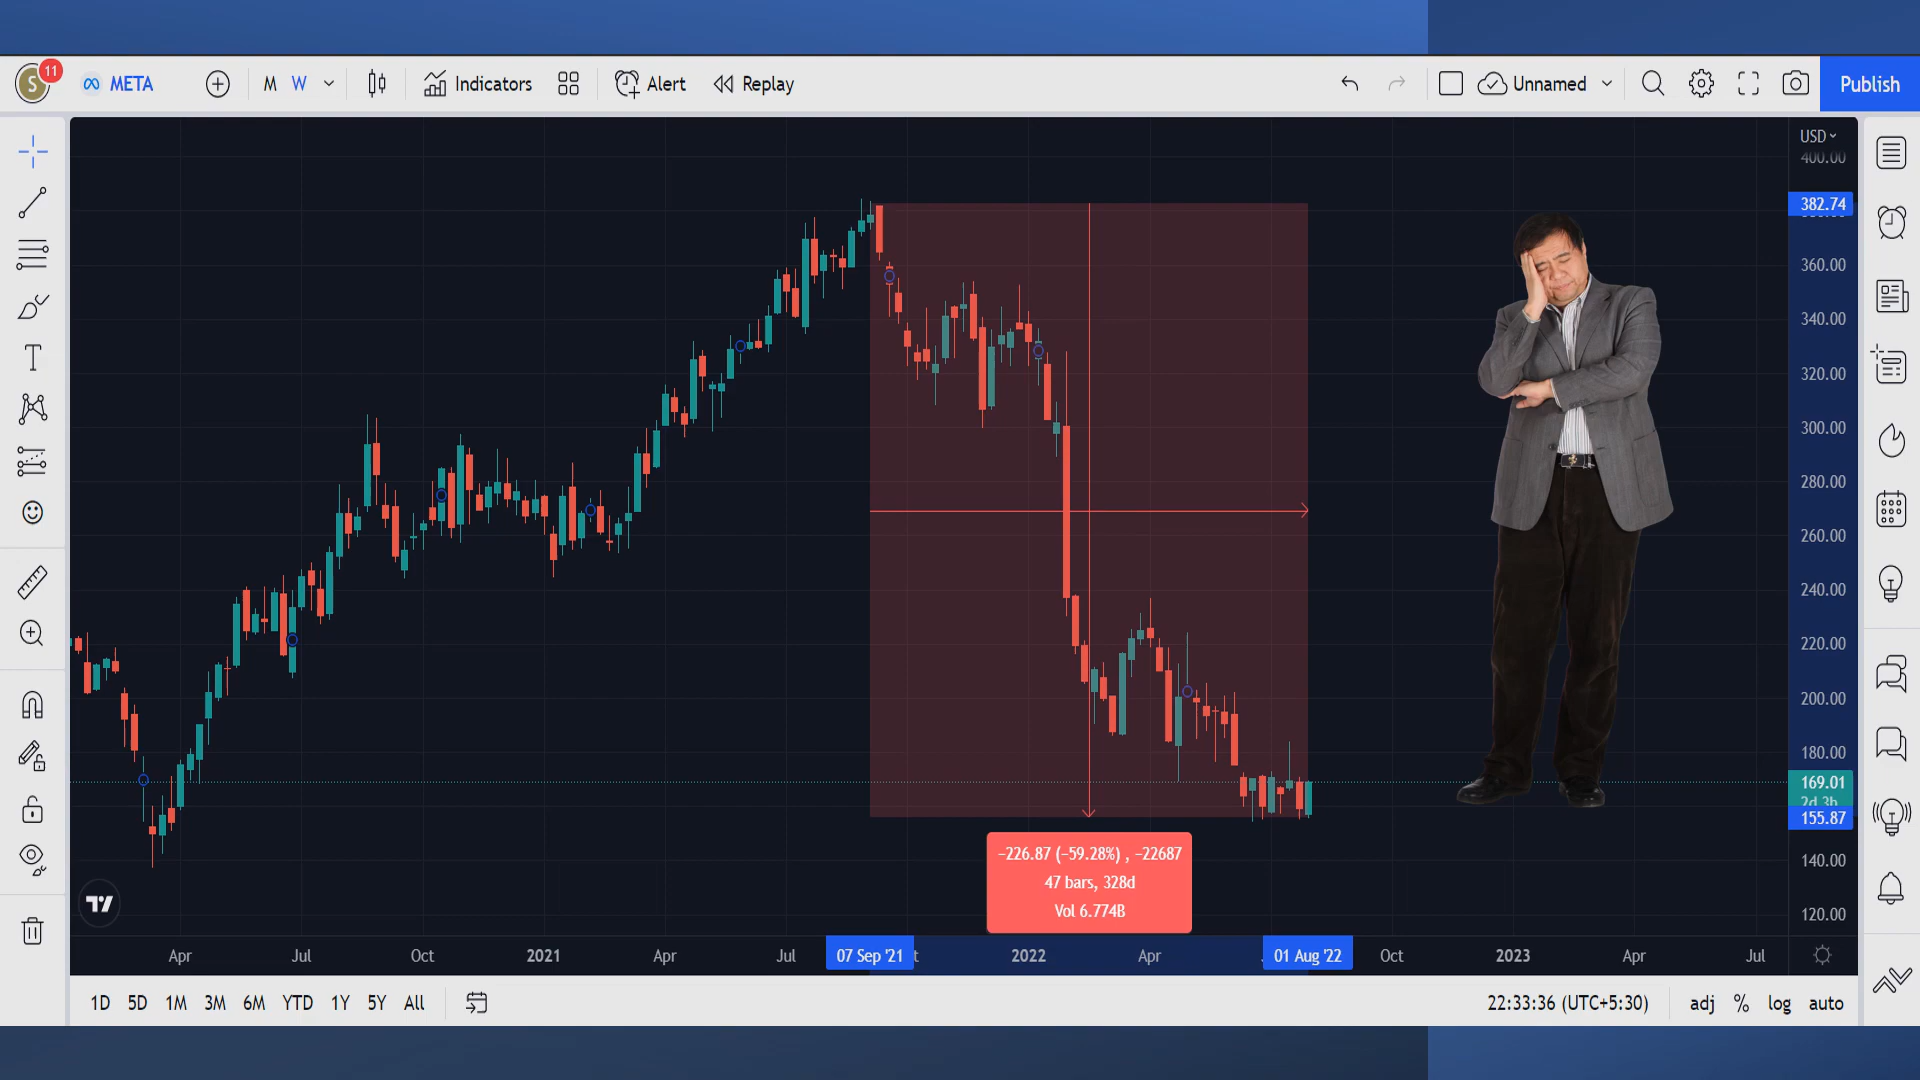 S 11 META M W Indicators Alert Replay Unnamed Publish
USD
400.00
382.74
360.00
340.00
320.00
300.00
280.00
260.00
240.00
220.00
200.00
180.00
169.01
2d 3h
155.87
140.00
120.00
−226.87 (−59.28%) , −22687
47 bars, 328d
Vol 6.774B
Apr Jul Oct 2021 Apr Jul 07 Sep '21 2022 Apr 01 Aug '22 Oct 2023 Apr Jul
1D 5D 1M 3M 6M YTD 1Y 5Y All 22:33:36 (UTC+5:30) adj % log auto